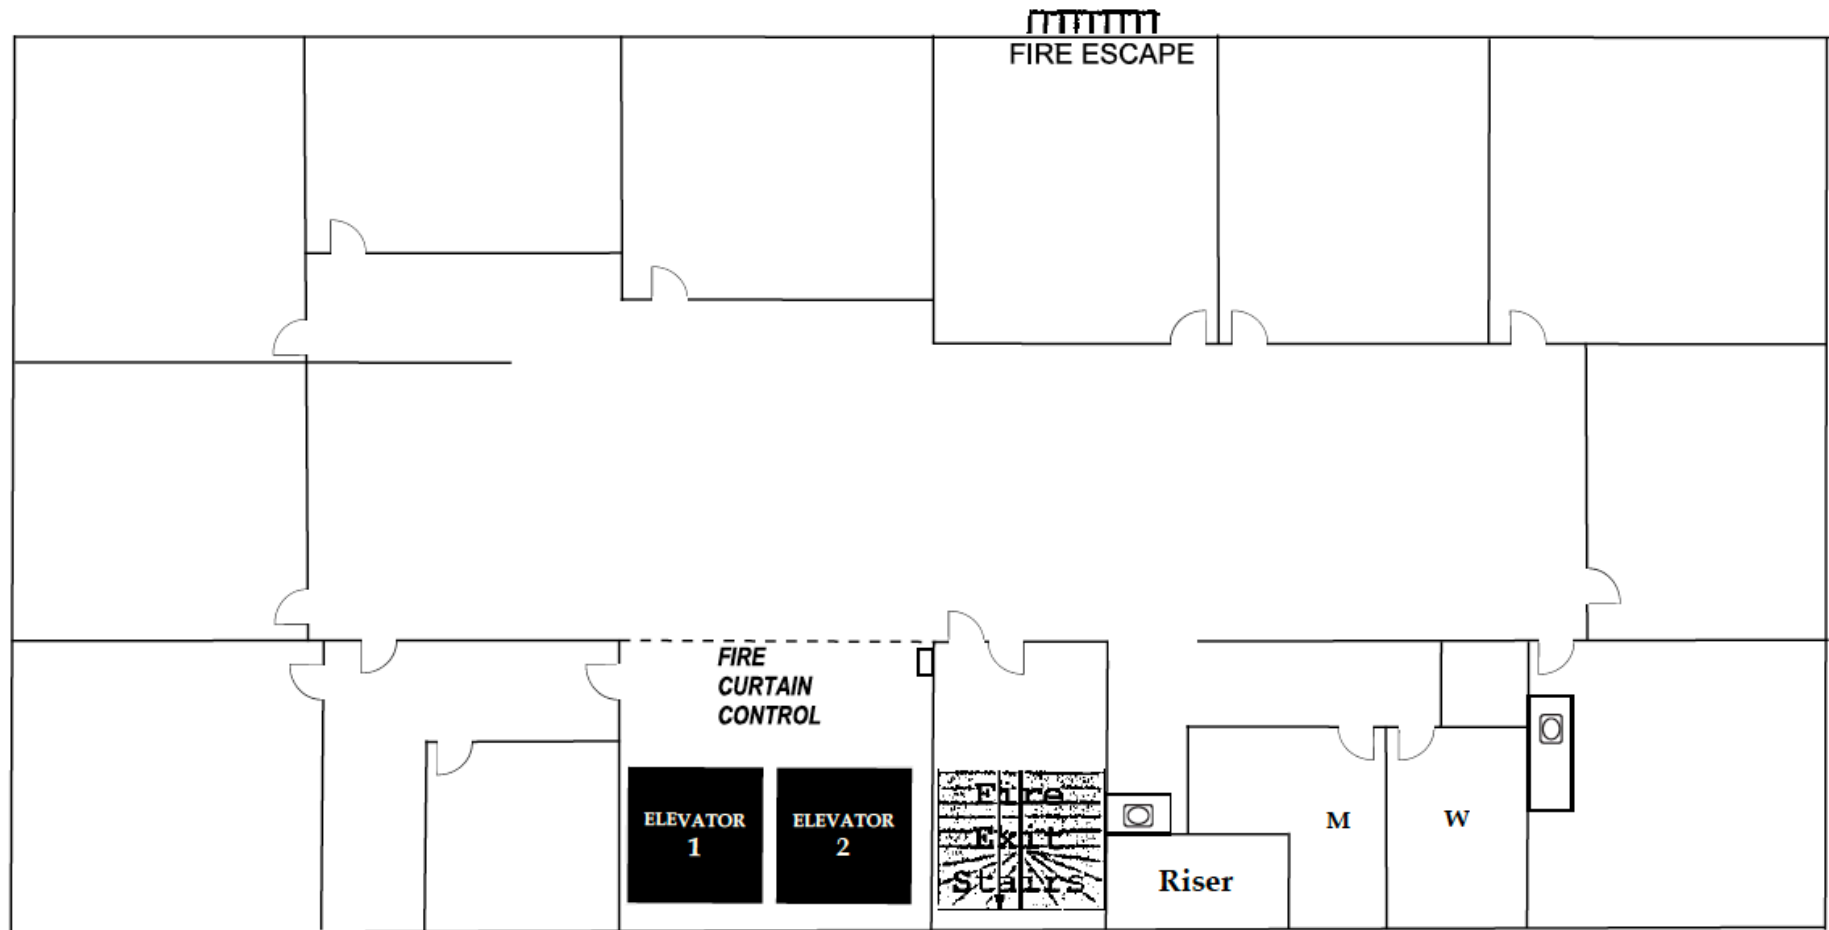 FIRE ESCAPE
FIRE
CURTAIN
CONTROL
ELEVATOR
1
ELEVATOR
2
Fire
Exit
Stairs
M
W
Riser